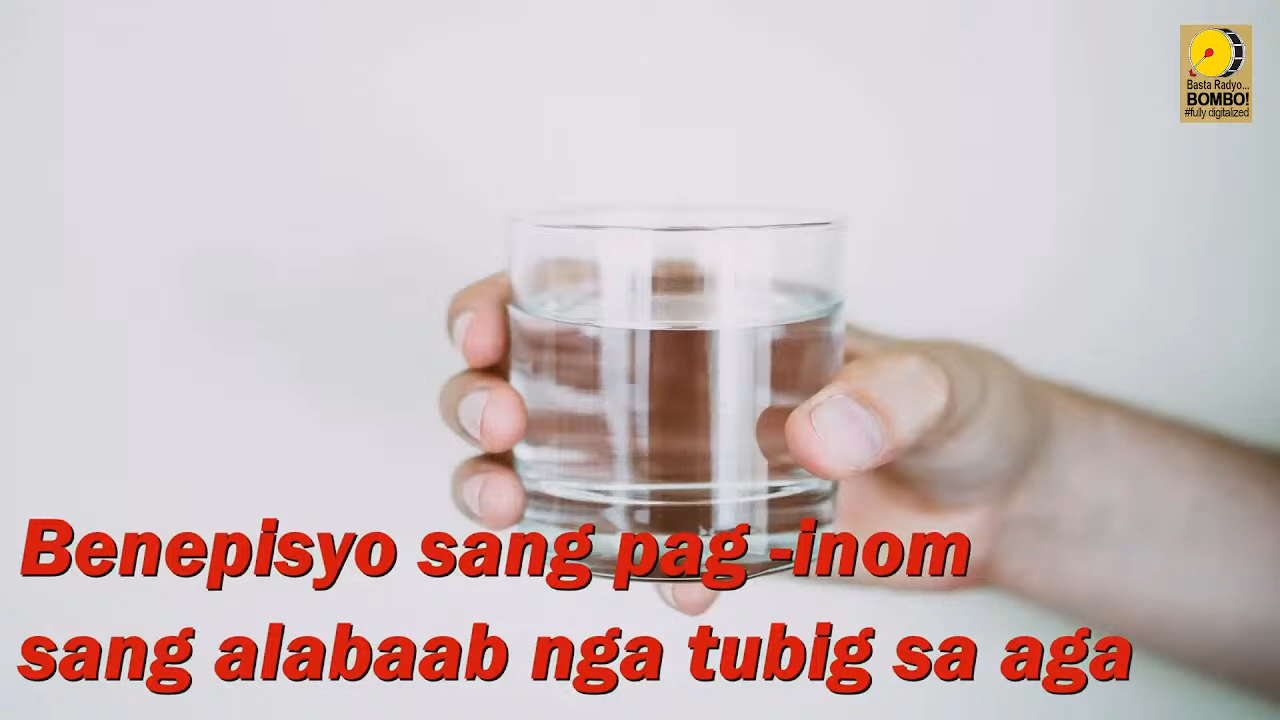 Basta Radyo...
BOMBO!
#fully digitalized
Benepisyo sang pag -inom
sang alabaab nga tubig sa aga